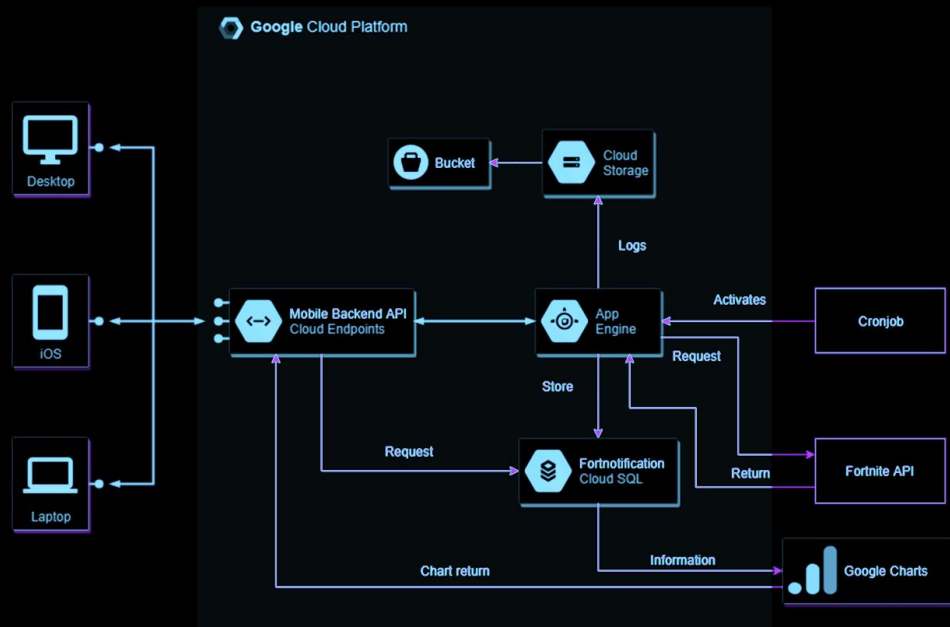 Google Cloud Platform
Desktop
Bucket
Cloud
Storage
Logs
iOS
Mobile Backend API
Cloud Endpoints
App
Engine
Activates
Cronjob
Request
Store
Request
Fortnotification
Cloud SQL
Return
Fortnite API
Laptop
Chart return
Information
Google Charts